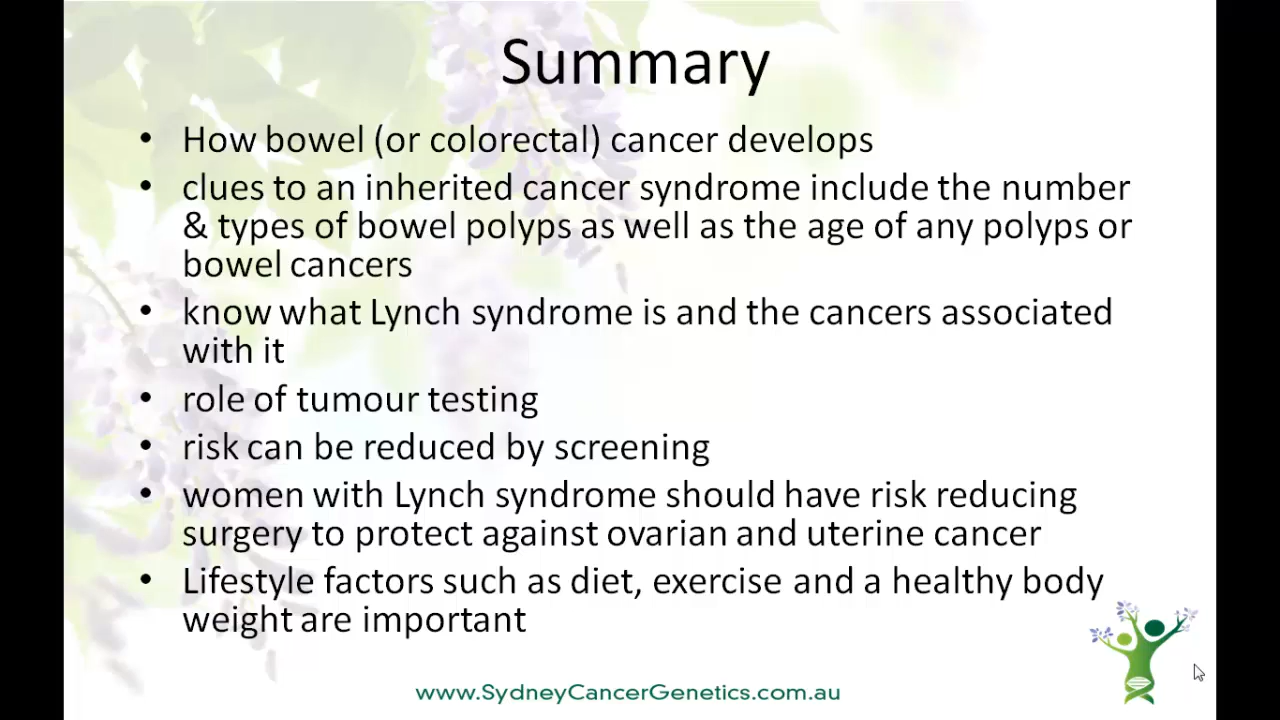 Summary
• How bowel (or colorectal) cancer develops
• clues to an inherited cancer syndrome include the number
& types of bowel polyps as well as the age of any polyps or
bowel cancers
• know what Lynch syndrome is and the cancers associated
with it
• role of tumour testing
• risk can be reduced by screening
• women with Lynch syndrome should have risk reducing
surgery to protect against ovarian and uterine cancer
• Lifestyle factors such as diet, exercise and a healthy body
weight are important
www.SydneyCancerGenetics.com.au